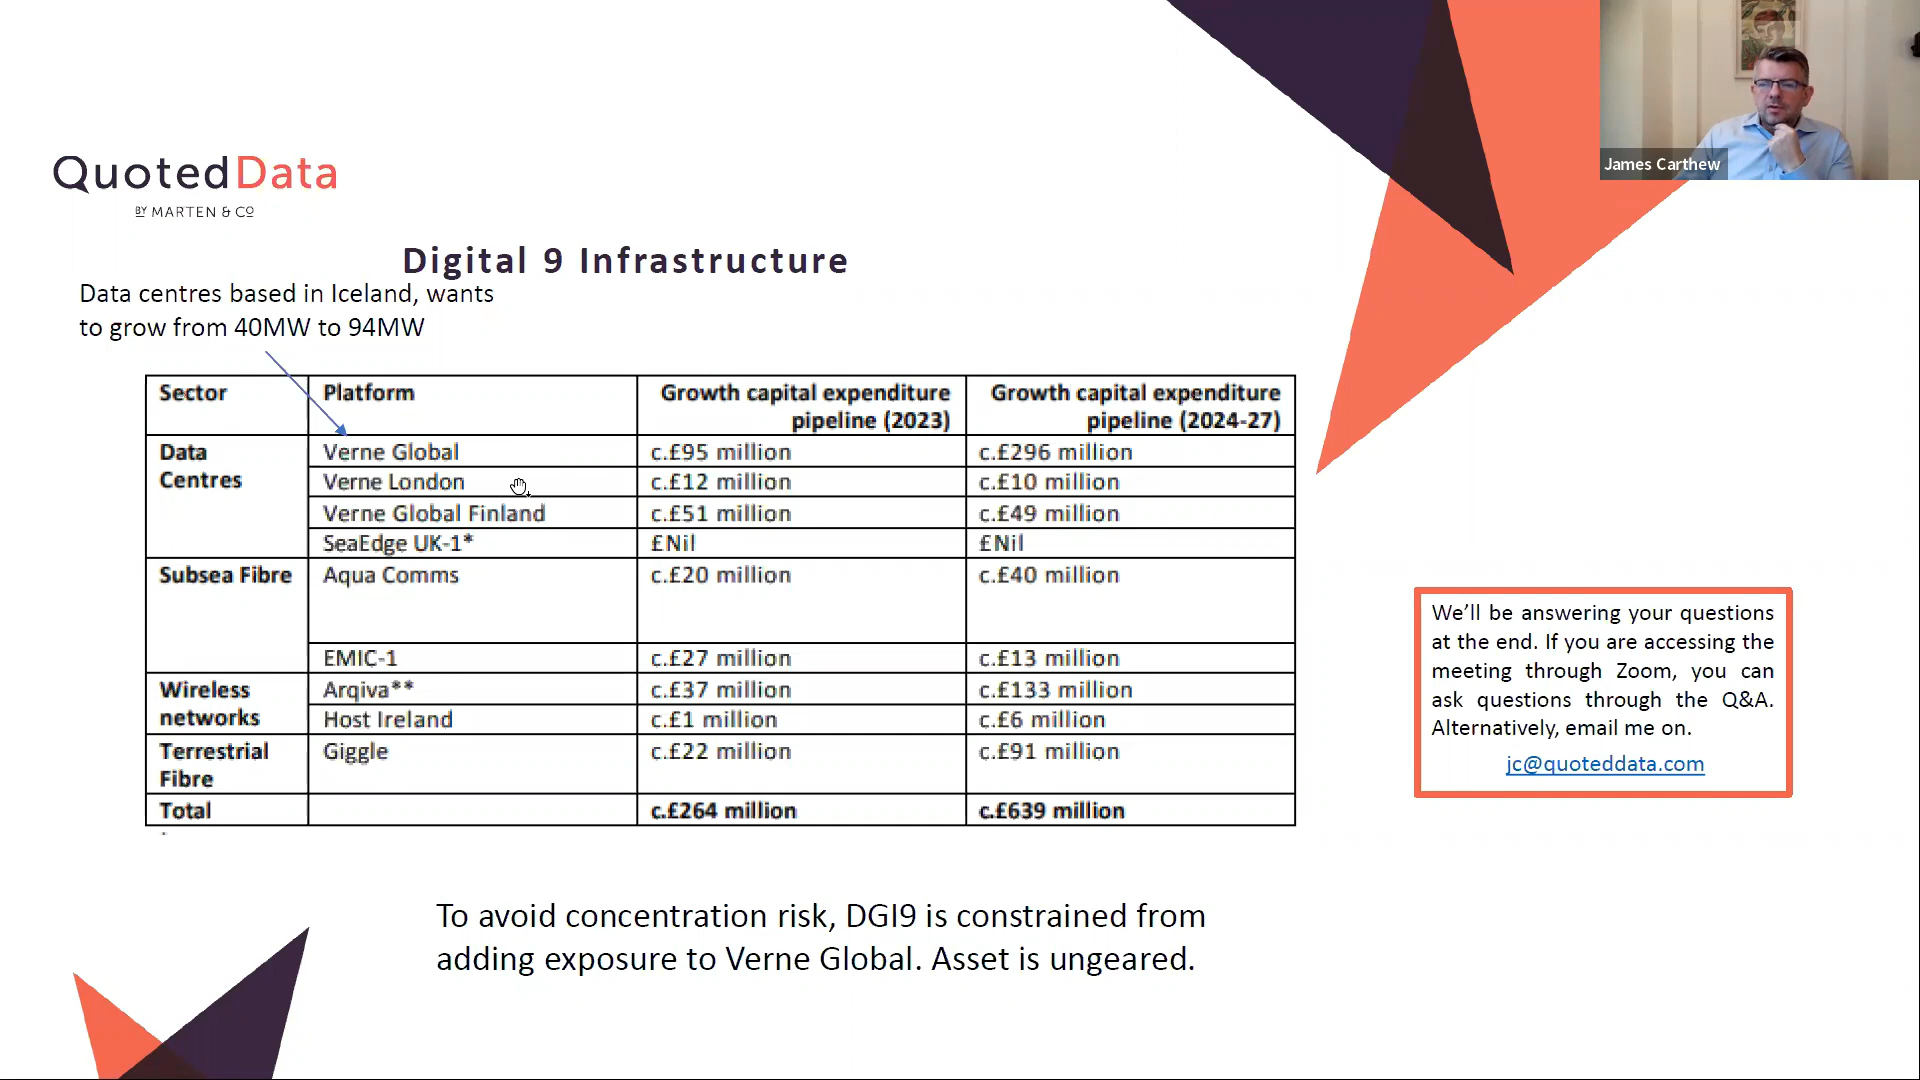 James Carthew
QuotedData
BY MARTEN & CO
Digital 9 Infrastructure
Data centres based in Iceland, wants
to grow from 40MW to 94MW
Sector Platform Growth capital expenditure pipeline (2023) Growth capital expenditure pipeline (2024-27)
Data Centres Verne Global c.£95 million c.£296 million
Verne London c.£12 million c.£10 million
Verne Global Finland c.£51 million c.£49 million
SeaEdge UK-1* £Nil £Nil
Subsea Fibre Aqua Comms c.£20 million c.£40 million
EMIC-1 c.£27 million c.£13 million
Wireless networks Arqiva** c.£37 million c.£133 million
Host Ireland c.£1 million c.£6 million
Terrestrial Fibre Giggle c.£22 million c.£91 million
Total c.£264 million c.£639 million
We'll be answering your questions
at the end. If you are accessing the
meeting through Zoom, you can
ask questions through the Q&A.
Alternatively, email me on.
jc@quoteddata.com
To avoid concentration risk, DGI9 is constrained from
adding exposure to Verne Global. Asset is ungeared.